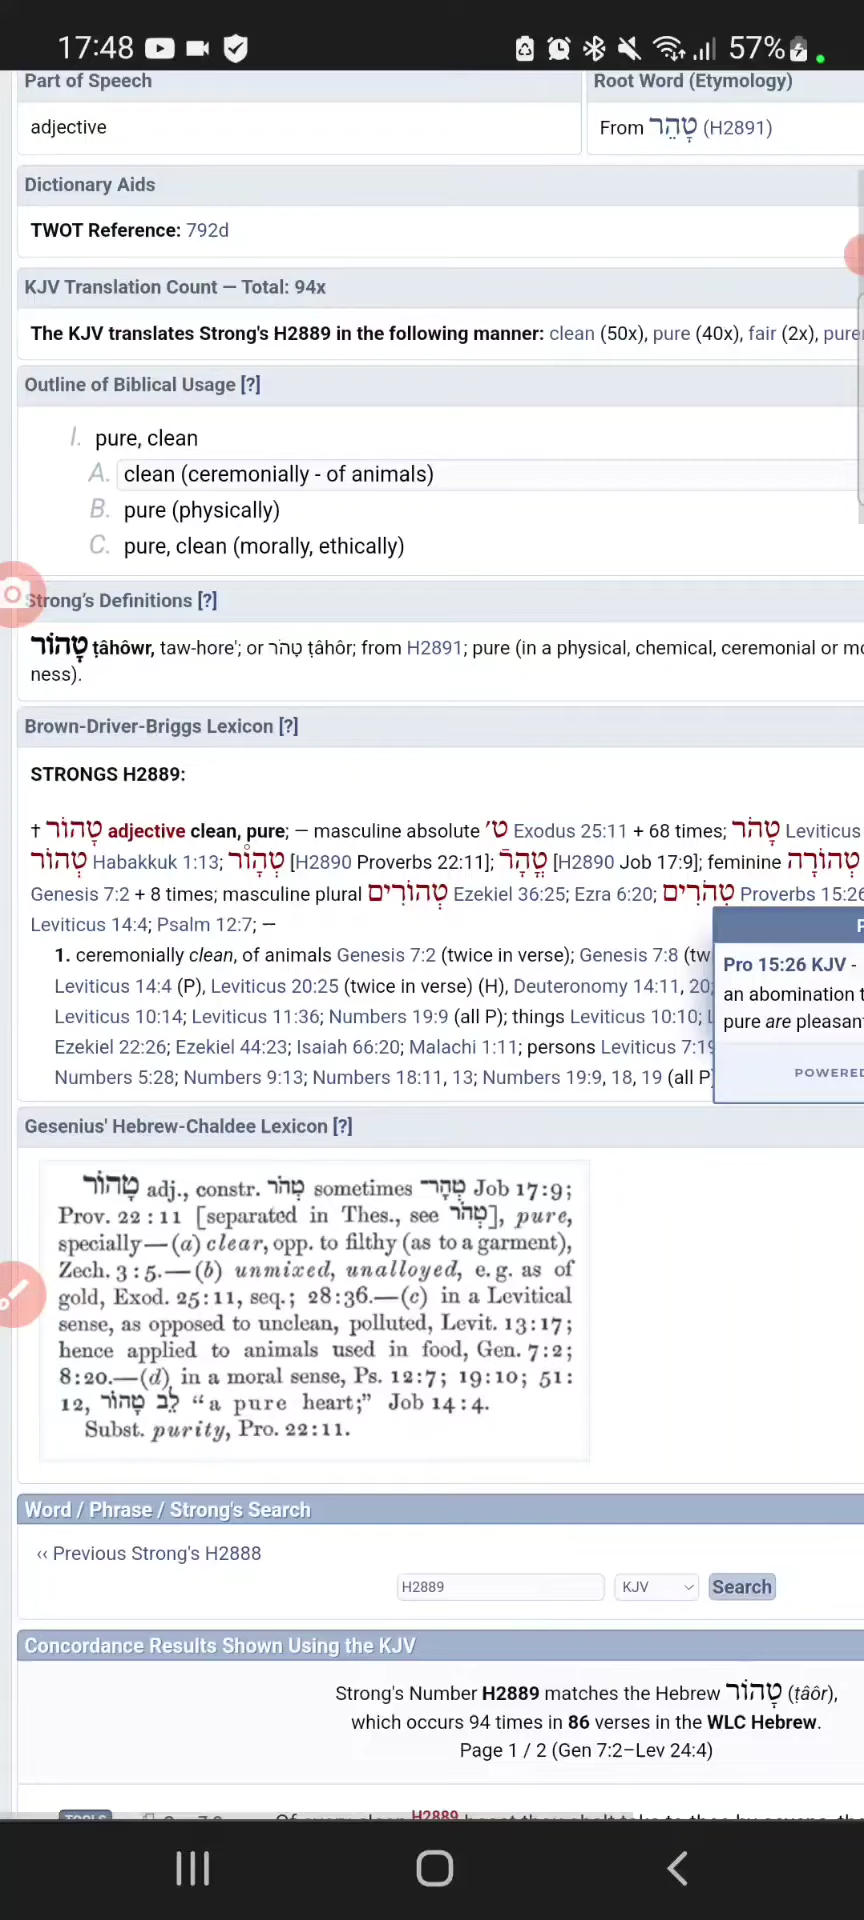 17:48 57%
Part of Speech
Root Word (Etymology)
adjective
From טָהֵר (H2891)
Dictionary Aids
TWOT Reference: 792d
KJV Translation Count — Total: 94x
The KJV translates Strong's H2889 in the following manner: clean (50x), pure (40x), fair (2x), pure
Outline of Biblical Usage [?]
I. pure, clean
A. clean (ceremonially - of animals)
B. pure (physically)
C. pure, clean (morally, ethically)
Strong's Definitions [?]
טָהוֹר ṭâhôwr, taw-hore'; or טָהֹר ṭâhôr; from H2891; pure (in a physical, chemical, ceremonial or
ness).
Brown-Driver-Briggs Lexicon [?]
STRONGS H2889:
† טָהוֹר adjective clean, pure; — masculine absolute ט׳ Exodus 25:11 + 68 times; טָהֹר Leviticus
טְהוֹר Habakkuk 1:13; [H2890 Proverbs 22:11]; [H2890 Job 17:9]; feminine טְהוֹרָה
Genesis 7:2 + 8 times; masculine plural טְהוֹרִים Ezekiel 36:25; Ezra 6:20; טְהֹרִים Proverbs 15:26
Leviticus 14:4; Psalm 12:7; —
1. ceremonially clean, of animals Genesis 7:2 (twice in verse); Genesis 7:8 (tw
Leviticus 14:4 (P), Leviticus 20:25 (twice in verse) (H), Deuteronomy 14:11, 20;
Leviticus 10:14; Leviticus 11:36; Numbers 19:9 (all P); things Leviticus 10:10;
Ezekiel 22:26; Ezekiel 44:23; Isaiah 66:20; Malachi 1:11; persons Leviticus 7:19
Numbers 5:28; Numbers 9:13; Numbers 18:11, 13; Numbers 19:9, 18, 19 (all P
Pro 15:26 KJV -
an abomination t
pure are pleasan
POWERED
Gesenius' Hebrew-Chaldee Lexicon [?]
טָהוֹר adj., constr. טְהֹר sometimes טְהָר־ Job 17:9;
Prov. 22:11 [separated in Thes., see טְהֹר], pure,
specially—(a) clear, opp. to filthy (as to a garment),
Zech. 3:5.—(b) unmixed, unalloyed, e. g. as of
gold, Exod. 25:11, seq.; 28:36.—(c) in a Levitical
sense, as opposed to unclean, polluted, Levit. 13:17;
hence applied to animals used in food, Gen. 7:2;
8:20.—(d) in a moral sense, Ps. 12:7; 19:10; 51:
12, לֵב טָהוֹר “a pure heart;” Job 14:4.
Subst. purity, Pro. 22:11.
Word / Phrase / Strong's Search
‹‹ Previous Strong's H2888
H2889 KJV Search
Concordance Results Shown Using the KJV
Strong's Number H2889 matches the Hebrew טָהוֹר (ṭâôr),
which occurs 94 times in 86 verses in the WLC Hebrew.
Page 1 / 2 (Gen 7:2–Lev 24:4)